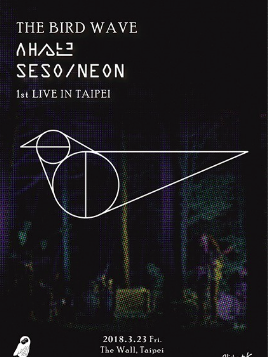 THE BIRD WAVE
새소년
SESO/NEON
1st LIVE IN TAIPEI
2018.3.23 Fri.
The Wall, Taipei